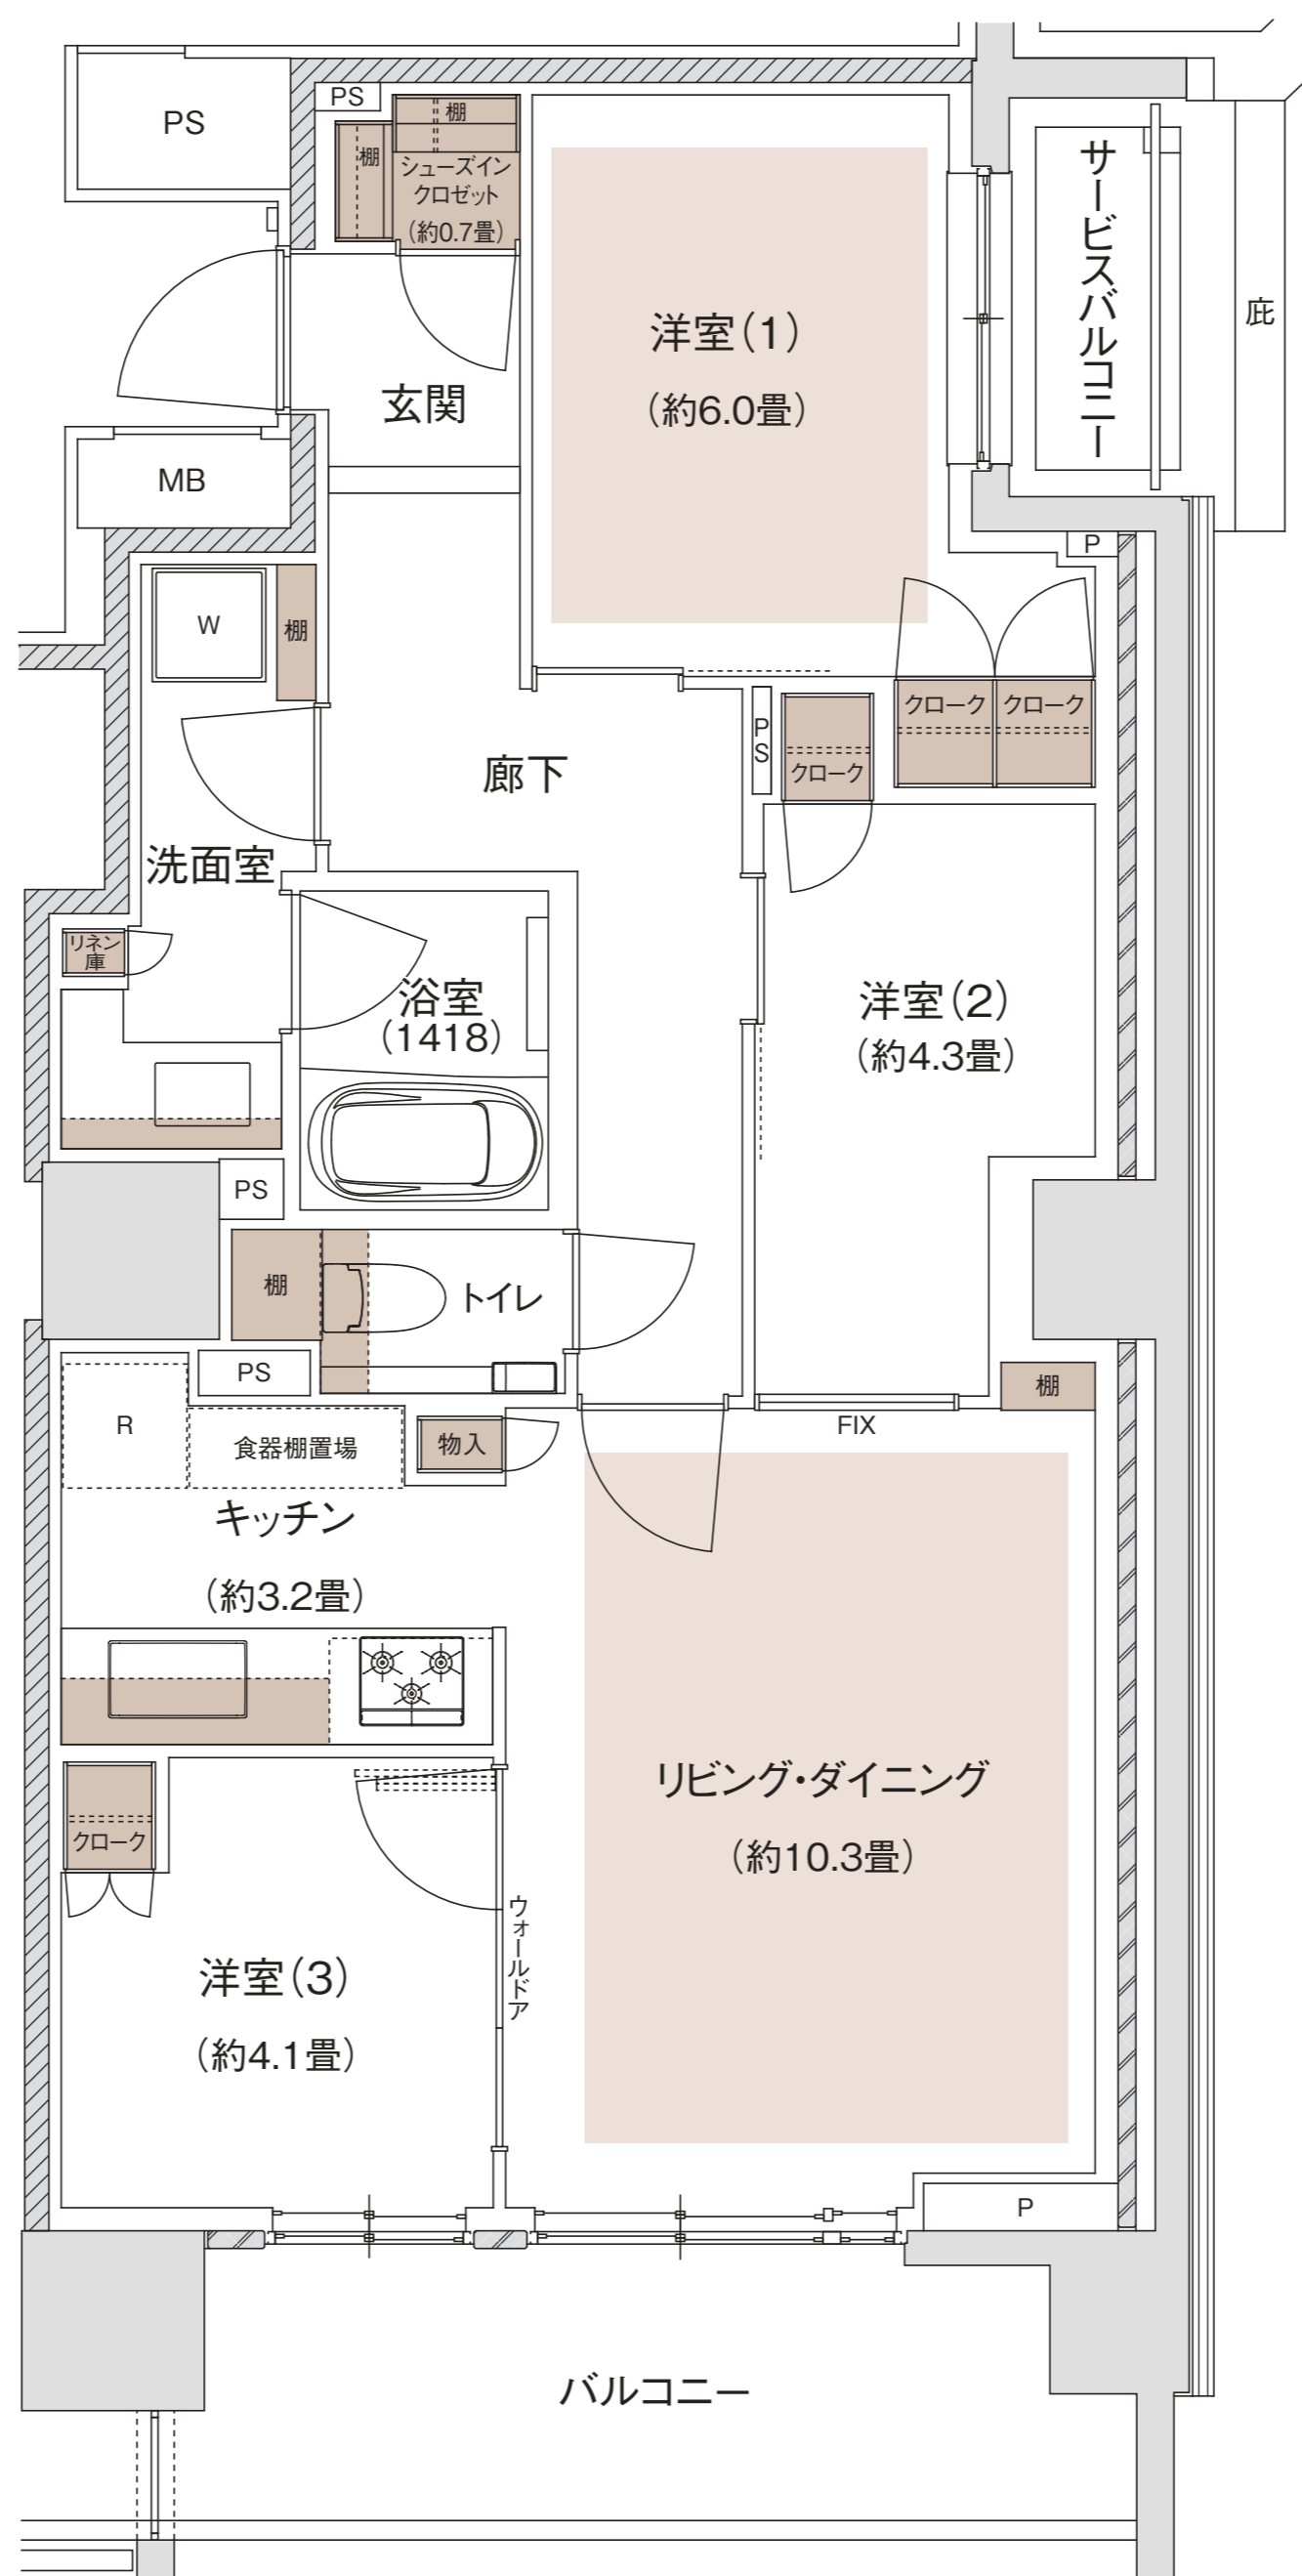 PS
PS
棚
棚
シューズイン
クロゼット
（約0.7畳）
洋室（1）
（約6.0畳）
サービスバルコニー
庇
玄関
MB
P
W
棚
廊下
PS
クローク
クローク
クローク
洗面室
リネン
庫
浴室
（1418）
洋室（2）
（約4.3畳）
PS
棚
トイレ
PS
棚
R
食器棚置場
物入
FIX
キッチン
（約3.2畳）
リビング・ダイニング
（約10.3畳）
クローク
ウォールドア
洋室（3）
（約4.1畳）
P
バルコニー